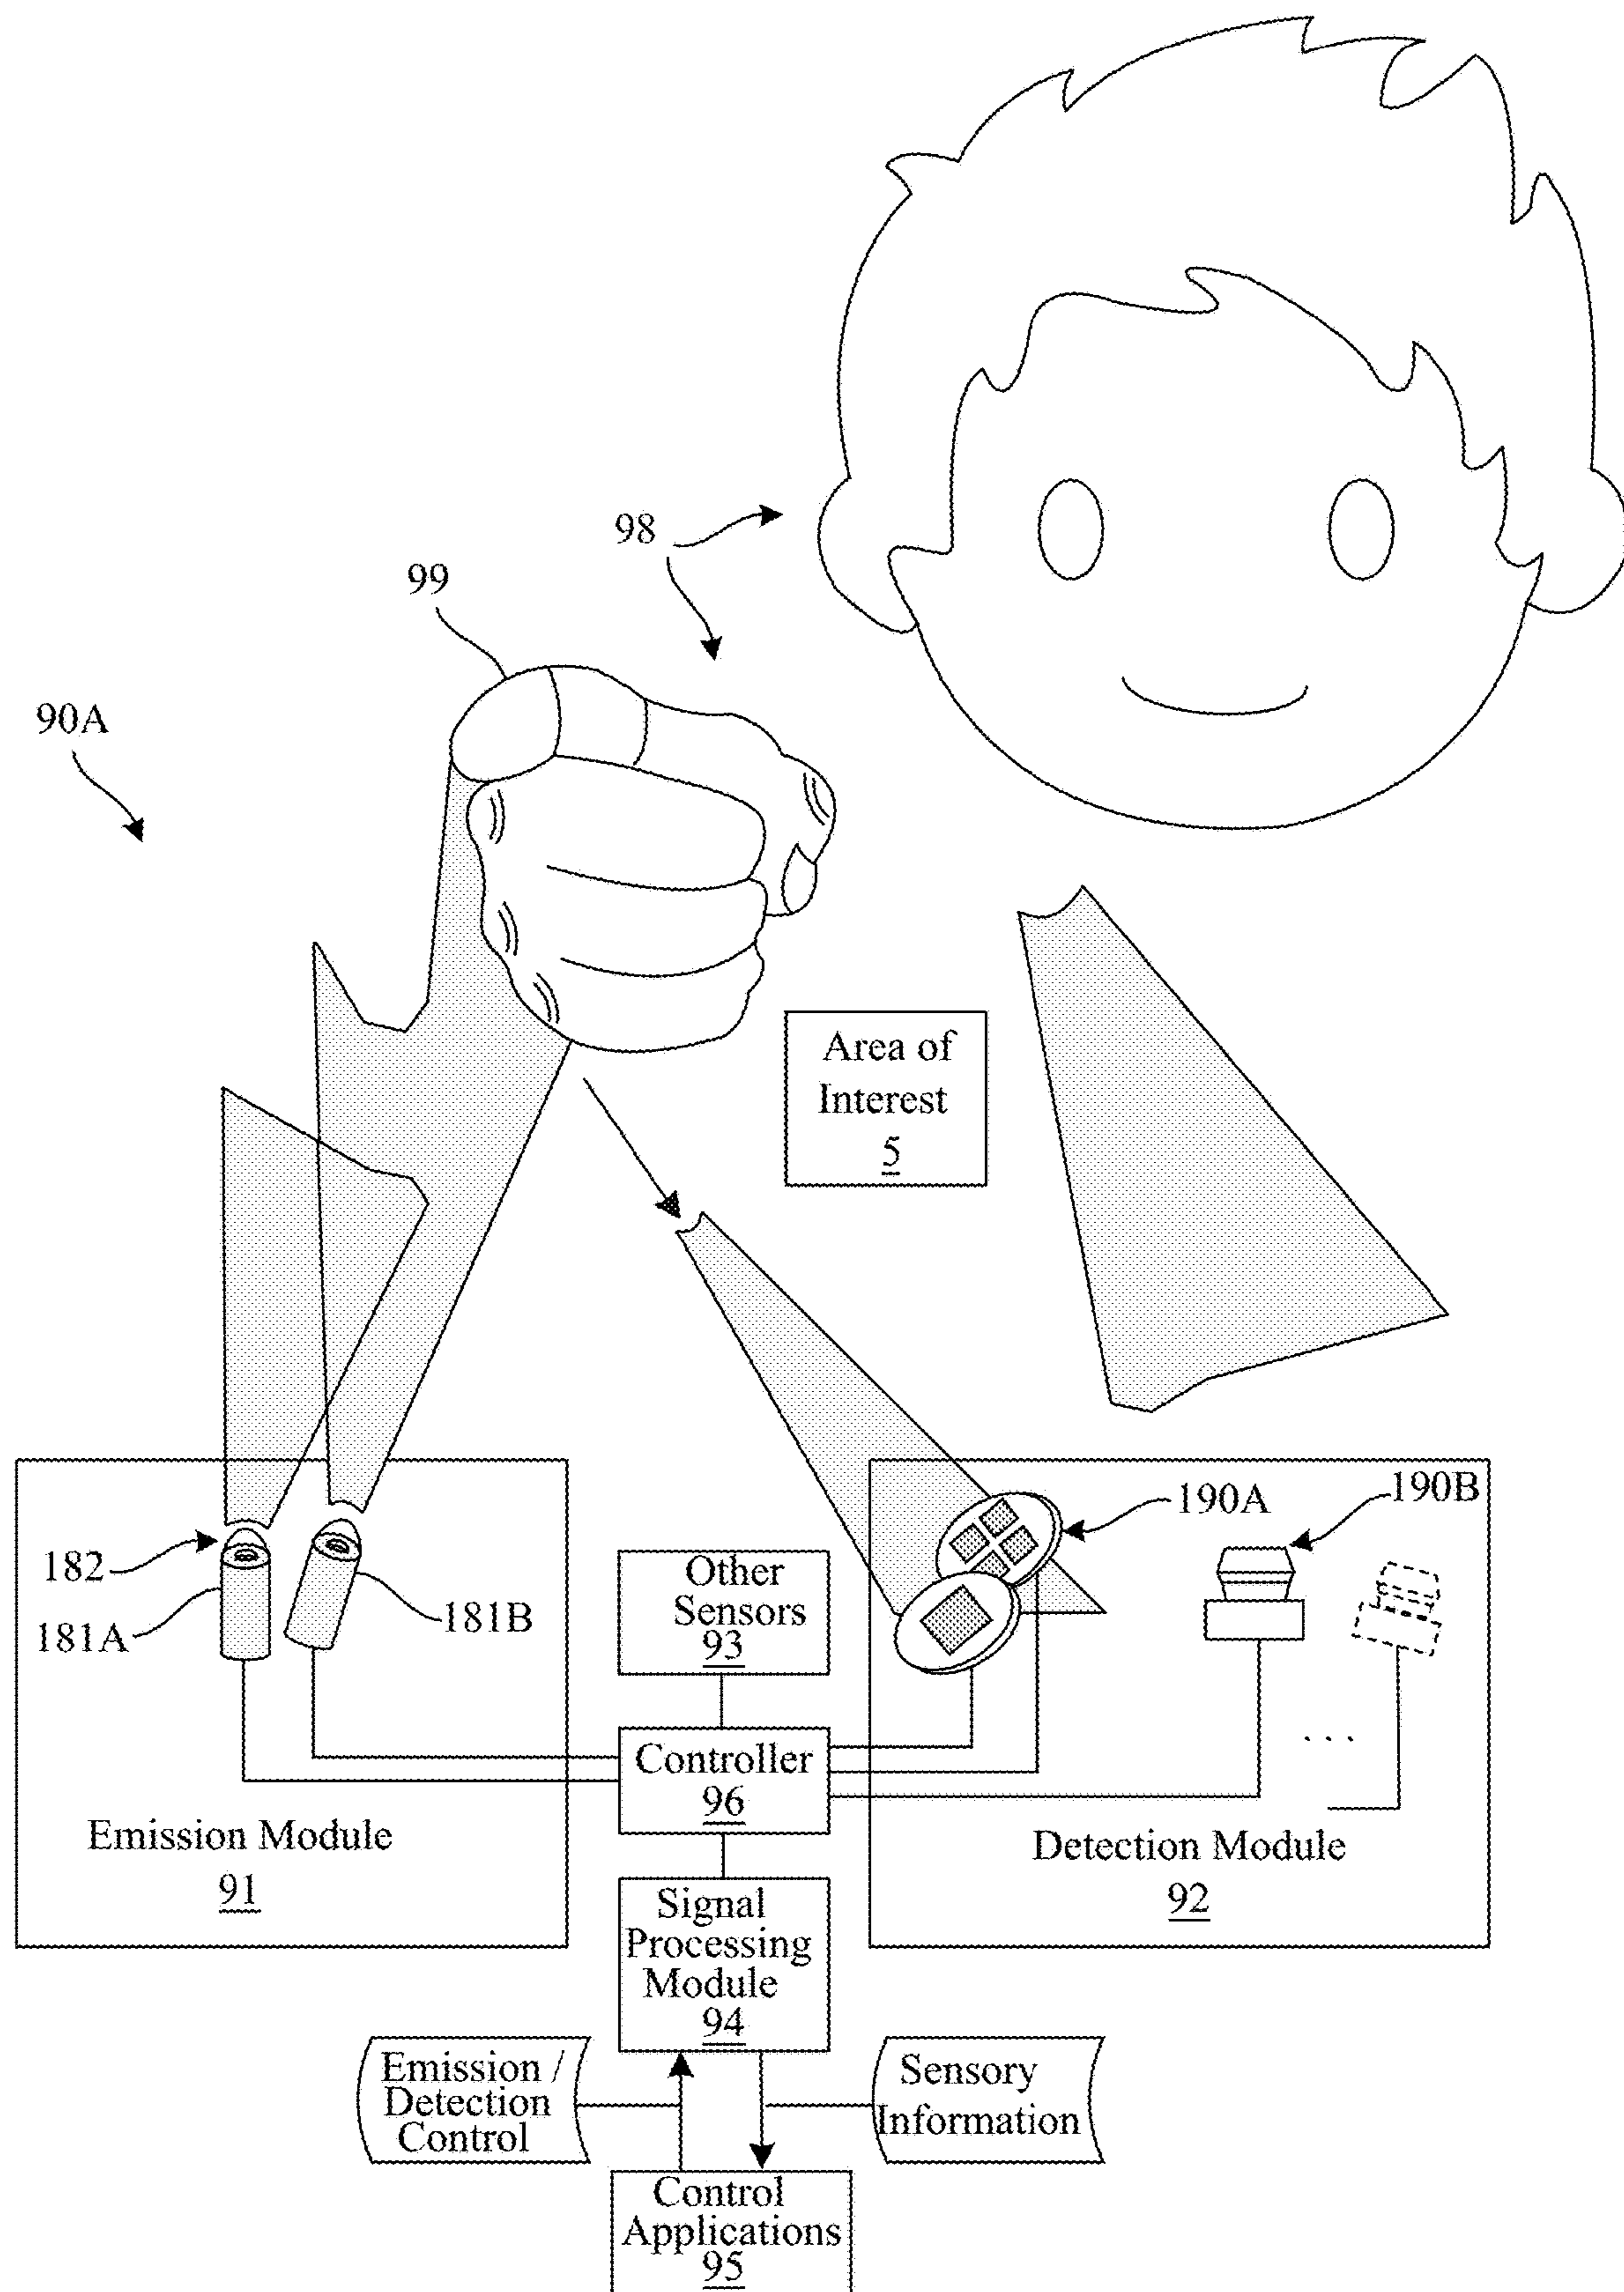 98
99
90A
Area of
Interest
5
190A
190B
182
181A
181B
Other
Sensors
93
Controller
96
Emission Module
91
Detection Module
92
. . .
Signal
Processing
Module
94
Emission /
Detection
Control
Sensory
Information
Control
Applications
95